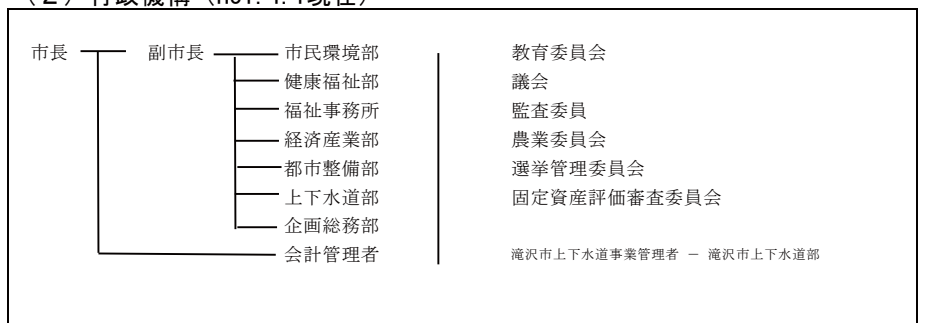 (2)行政機構(H31.4.1現在)
市長 副市長 市民環境部 教育委員会
健康福祉部 議会
福祉事務所 監査委員
経済産業部 農業委員会
都市整備部 選挙管理委員会
上下水道部 固定資産評価審査委員会
企画総務部
会計管理者 滝沢市上下水道事業管理者 － 滝沢市上下水道部